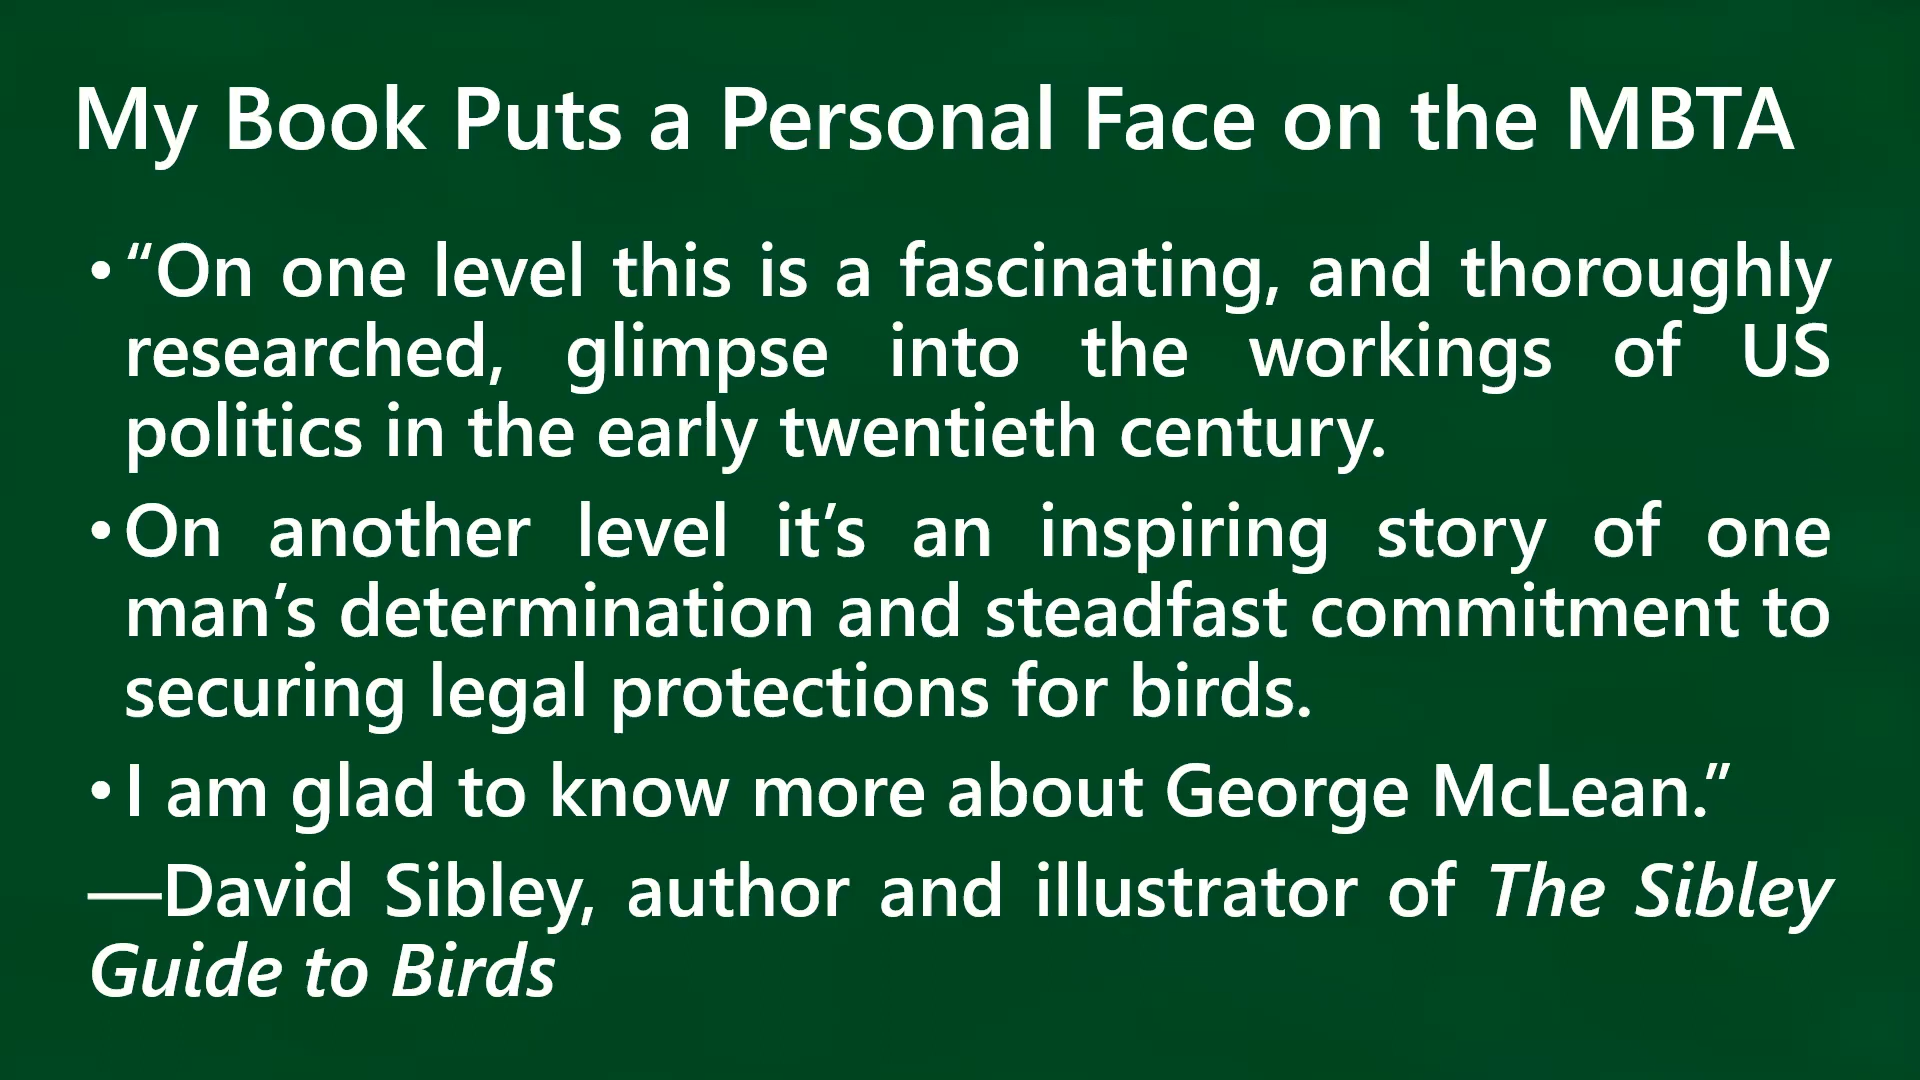 My Book Puts a Personal Face on the MBTA
• “On one level this is a fascinating, and thoroughly
researched, glimpse into the workings of US
politics in the early twentieth century.
• On another level it’s an inspiring story of one
man’s determination and steadfast commitment to
securing legal protections for birds.
• I am glad to know more about George McLean.”
—David Sibley, author and illustrator of The Sibley
Guide to Birds